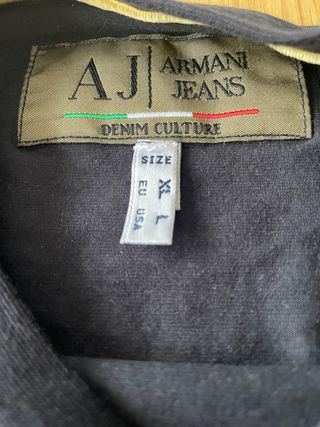 AJ ARMANI
JEANS
DENIM CULTURE
SIZE
XL L
EU USA